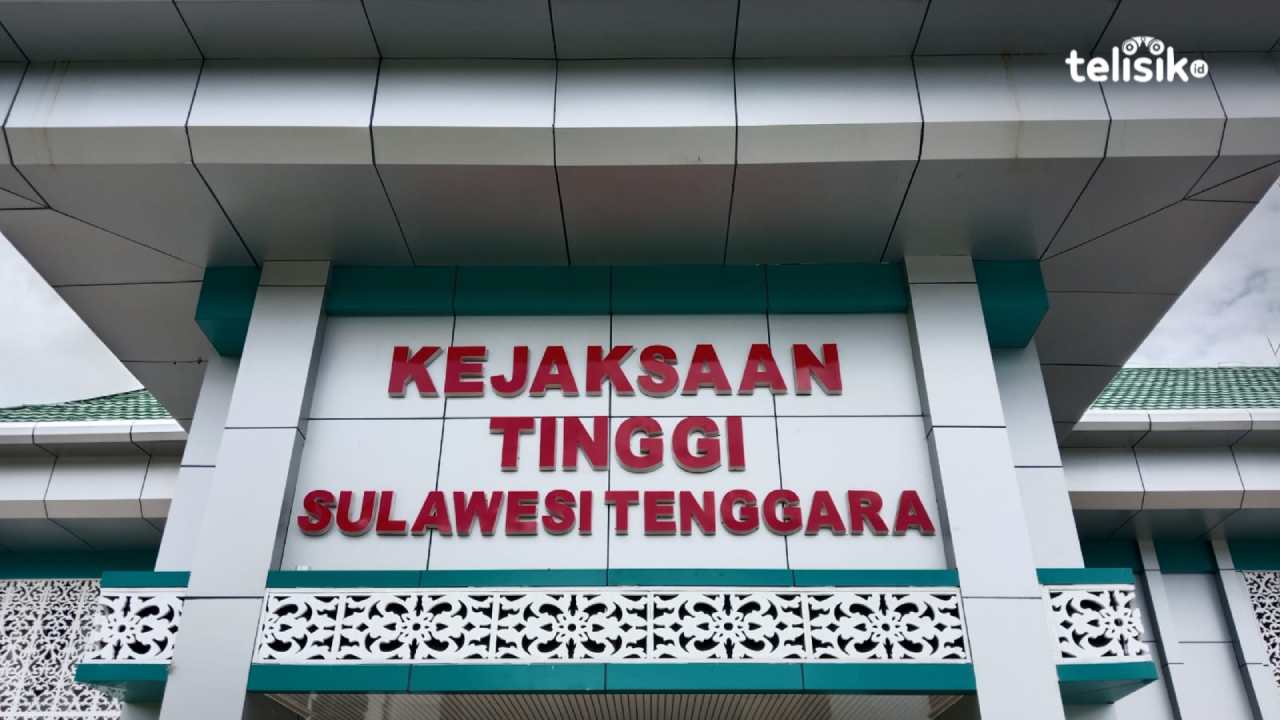 telisik.id
KEJAKSAAN
TINGGI
SULAWESI TENGGARA